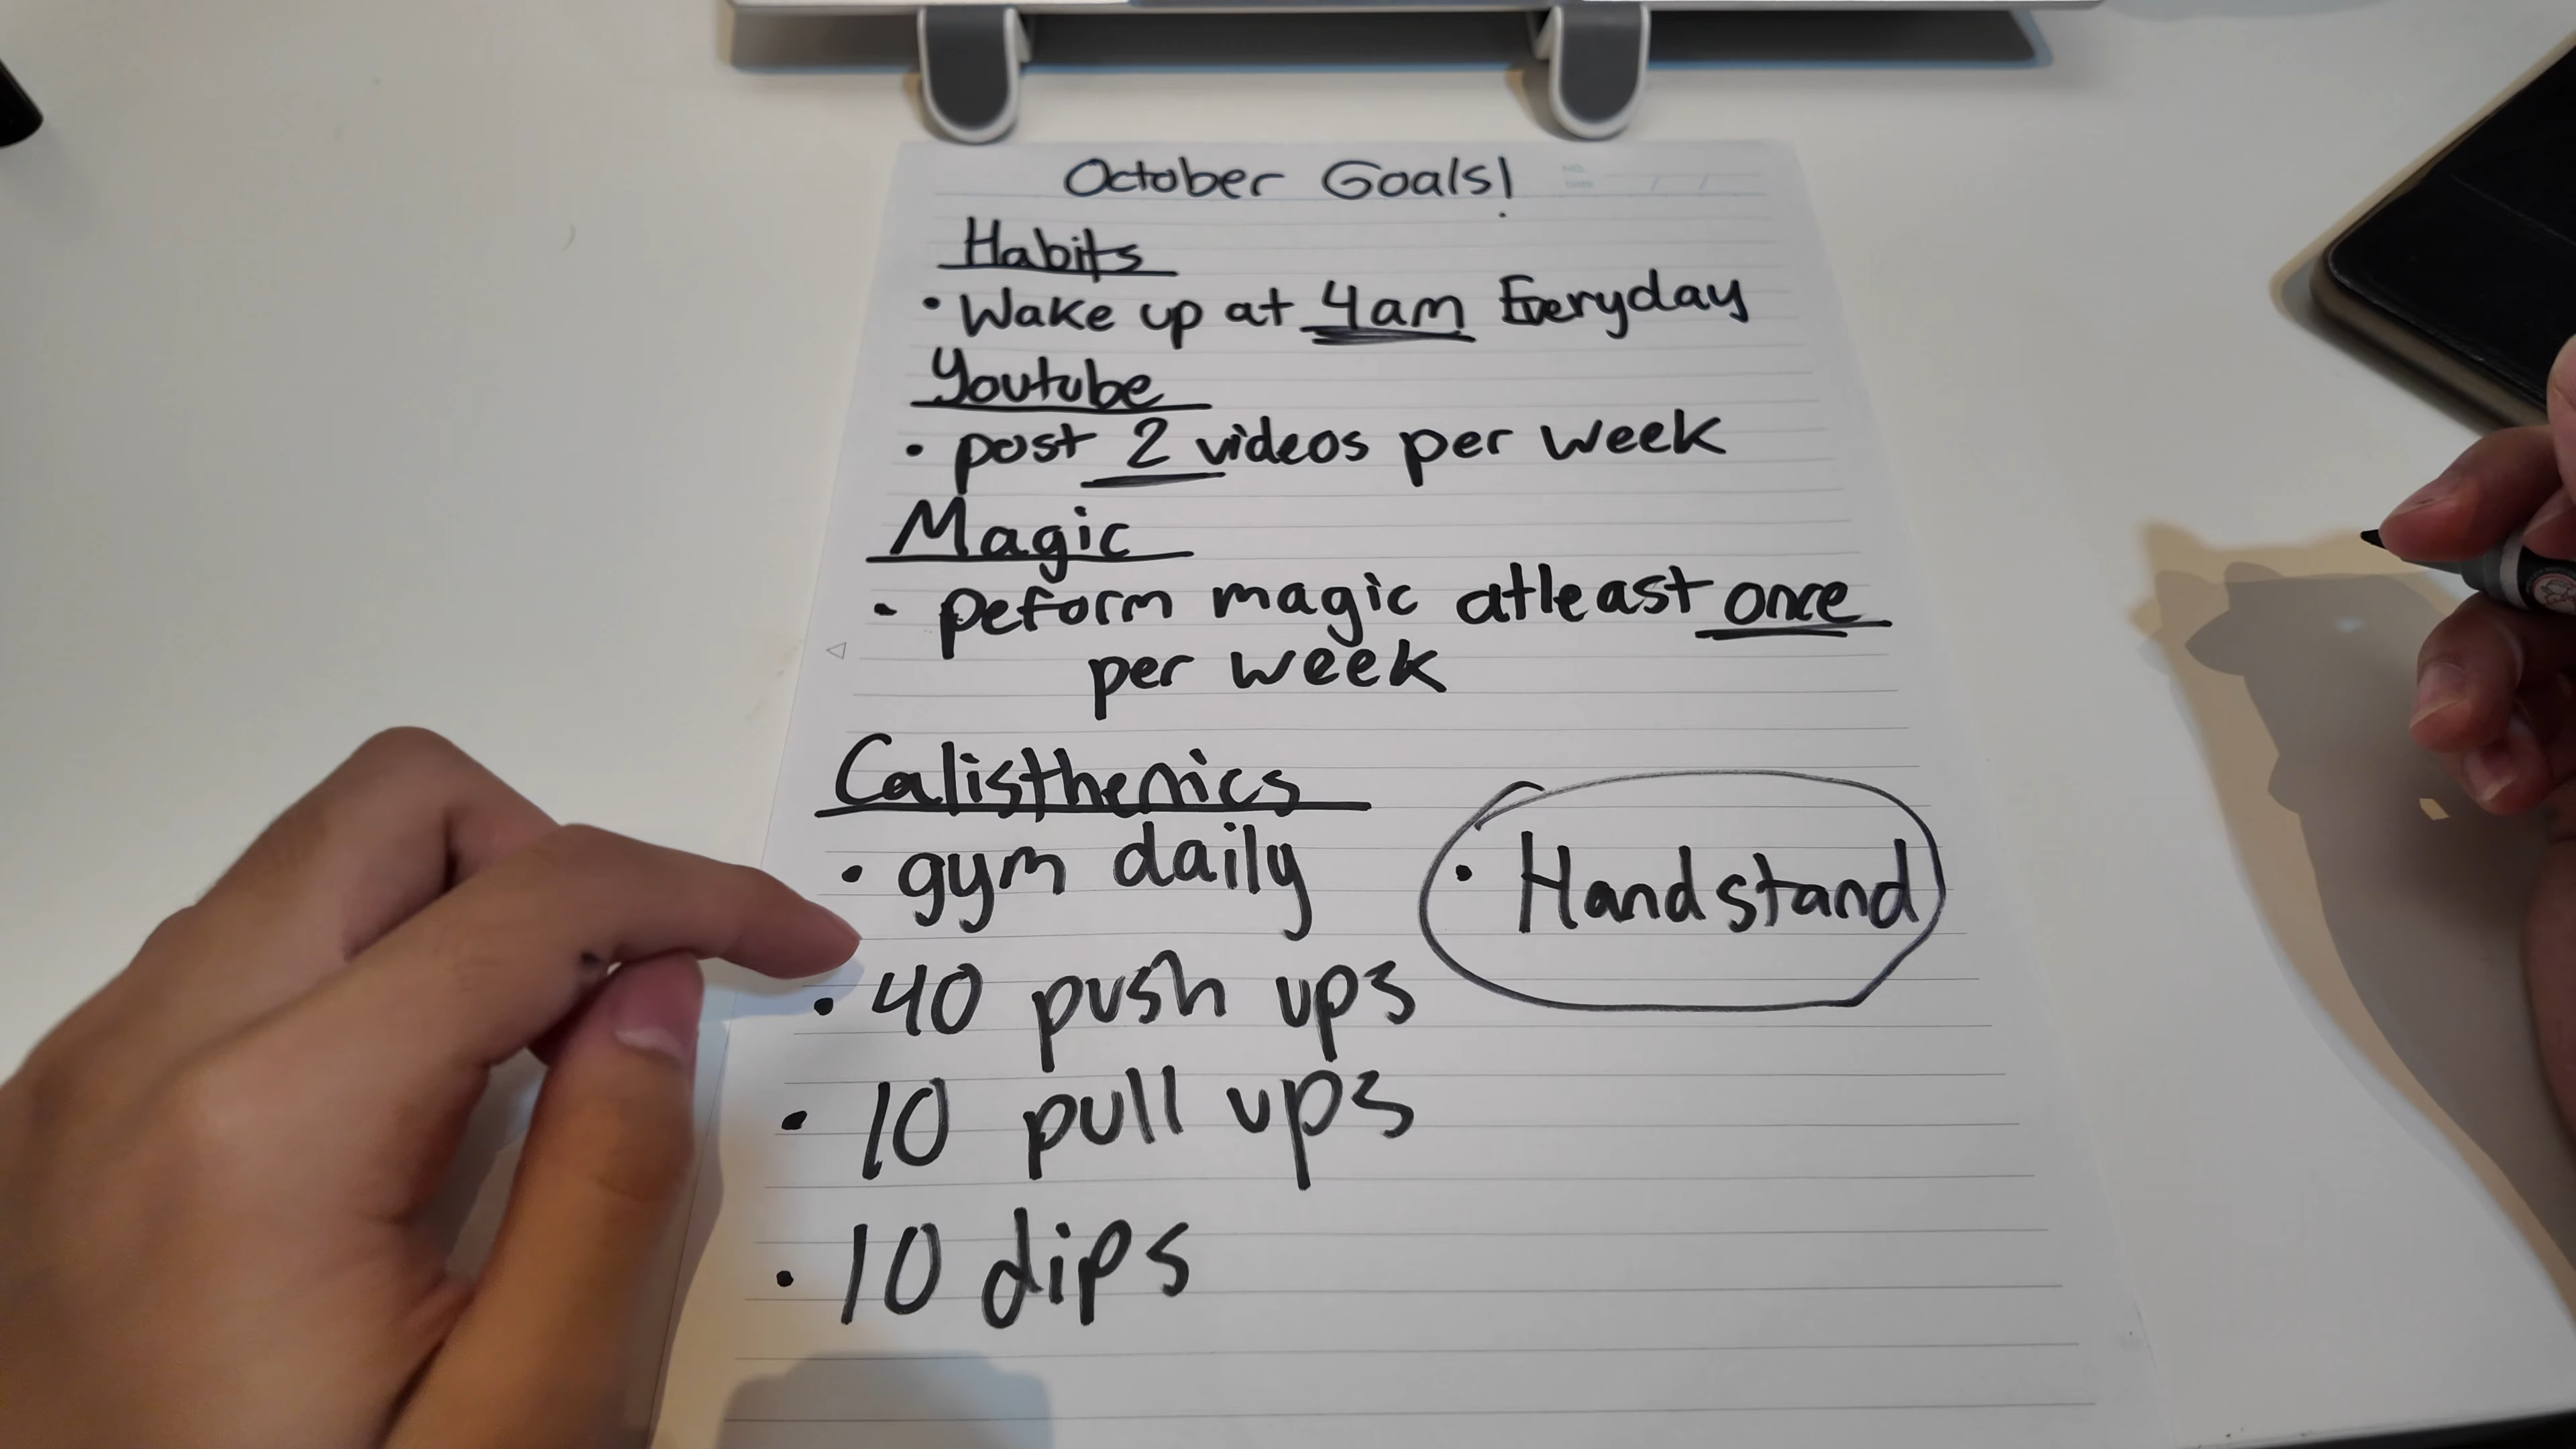 October Goals!
Habits
• Wake up at 4am Everyday
Youtube
• post 2 videos per week
Magic
• peform magic atleast once
per week
Calisthenics
• gym daily
• Handstand
• 40 push ups
• 10 pull ups
• 10 dips